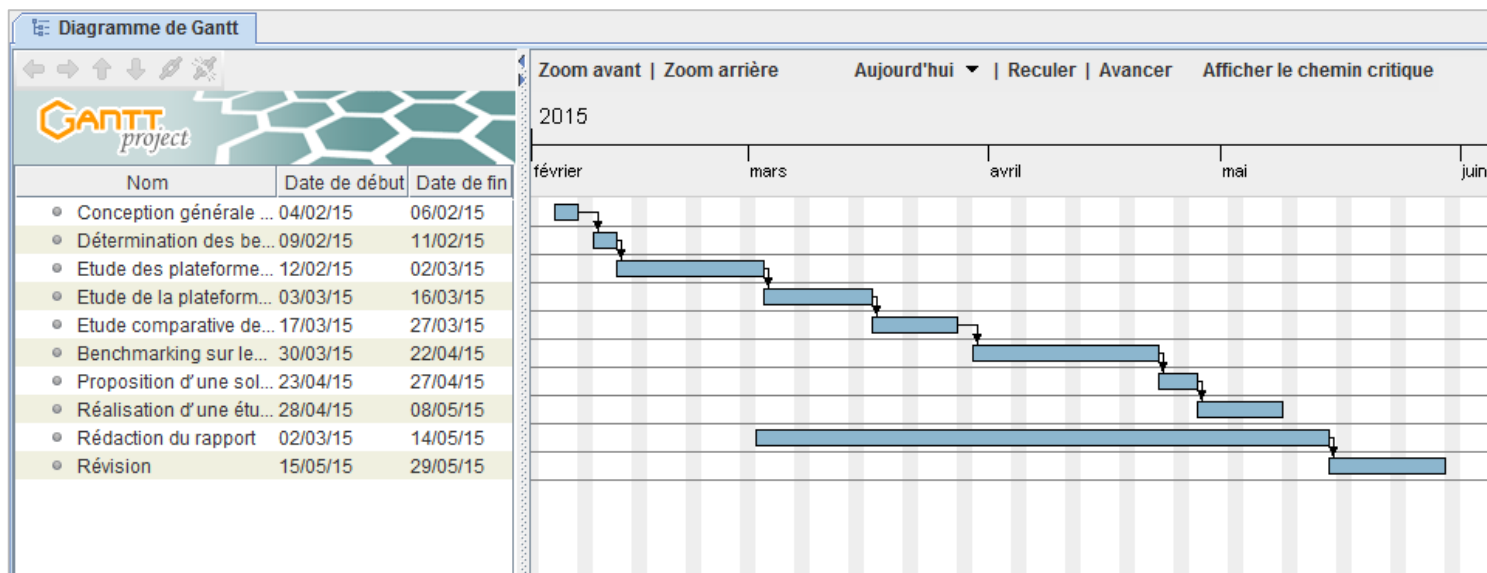 Diagramme de Gantt
Zoom avant | Zoom arrière Aujourd'hui | Reculer | Avancer Afficher le chemin critique
GANTT
project
2015
février mars avril mai juin
Nom Date de début Date de fin
Conception générale ... 04/02/15 06/02/15
Détermination des be... 09/02/15 11/02/15
Etude des plateforme... 12/02/15 02/03/15
Etude de la plateform... 03/03/15 16/03/15
Etude comparative de... 17/03/15 27/03/15
Benchmarking sur le... 30/03/15 22/04/15
Proposition d'une sol... 23/04/15 27/04/15
Réalisation d'une étu... 28/04/15 08/05/15
Rédaction du rapport 02/03/15 14/05/15
Révision 15/05/15 29/05/15